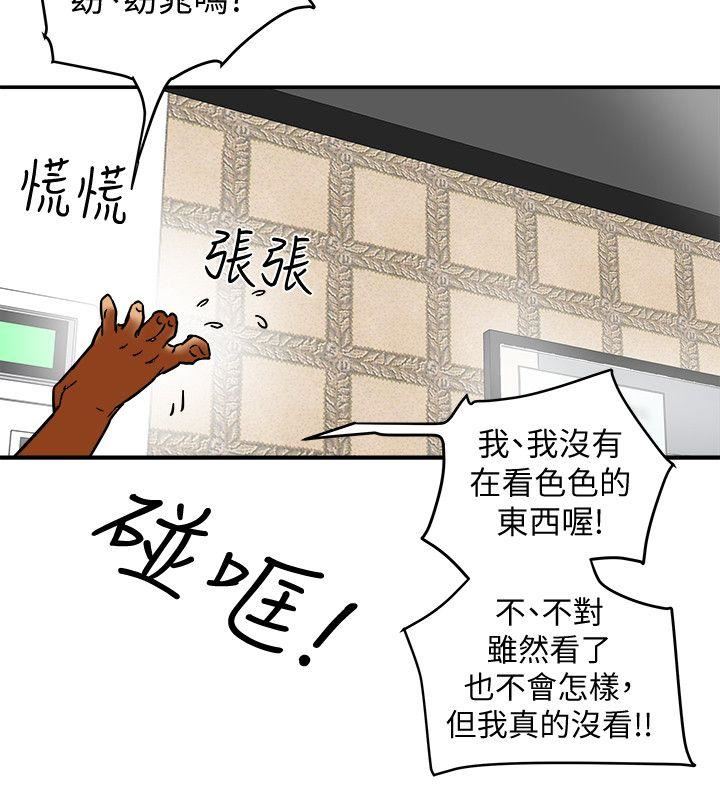 慌慌
張張
我、我沒有
在看色色的
東西喔!
碰哐!
不、不對
雖然看了
也不會怎樣,
但我真的沒看!!